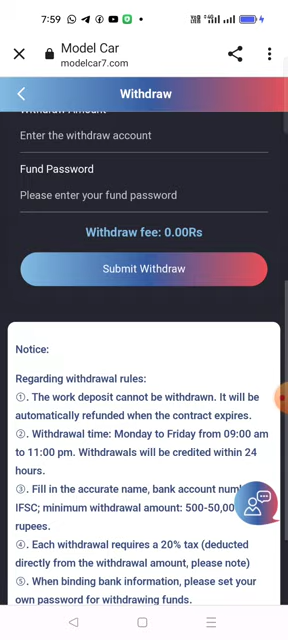 7:59
Model Car
modelcar7.com
Withdraw
Withdraw Amount
Enter the withdraw account
Fund Password
Please enter your fund password
Withdraw fee: 0.00Rs
Submit Withdraw
Notice:
Regarding withdrawal rules:
①. The work deposit cannot be withdrawn. It will be
automatically refunded when the contract expires.
②. Withdrawal time: Monday to Friday from 09:00 am
to 11:00 pm. Withdrawals will be credited within 24
hours.
③. Fill in the accurate name, bank account num
IFSC; minimum withdrawal amount: 500-50,00
rupees.
④. Each withdrawal requires a 20% tax (deducted
directly from the withdrawal amount, please note)
⑤. When binding bank information, please set your
own password for withdrawing funds.